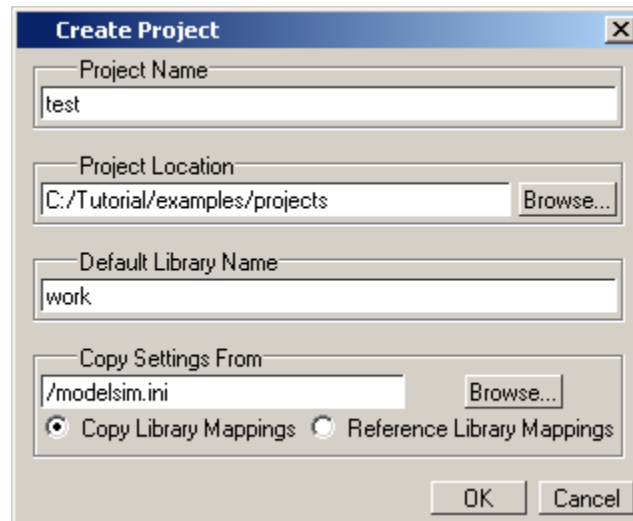 Create Project
Project Name
test
Project Location
C:/Tutorial/examples/projects Browse...
Default Library Name
work
Copy Settings From
/modelsim.ini Browse...
Copy Library Mappings Reference Library Mappings
OK Cancel